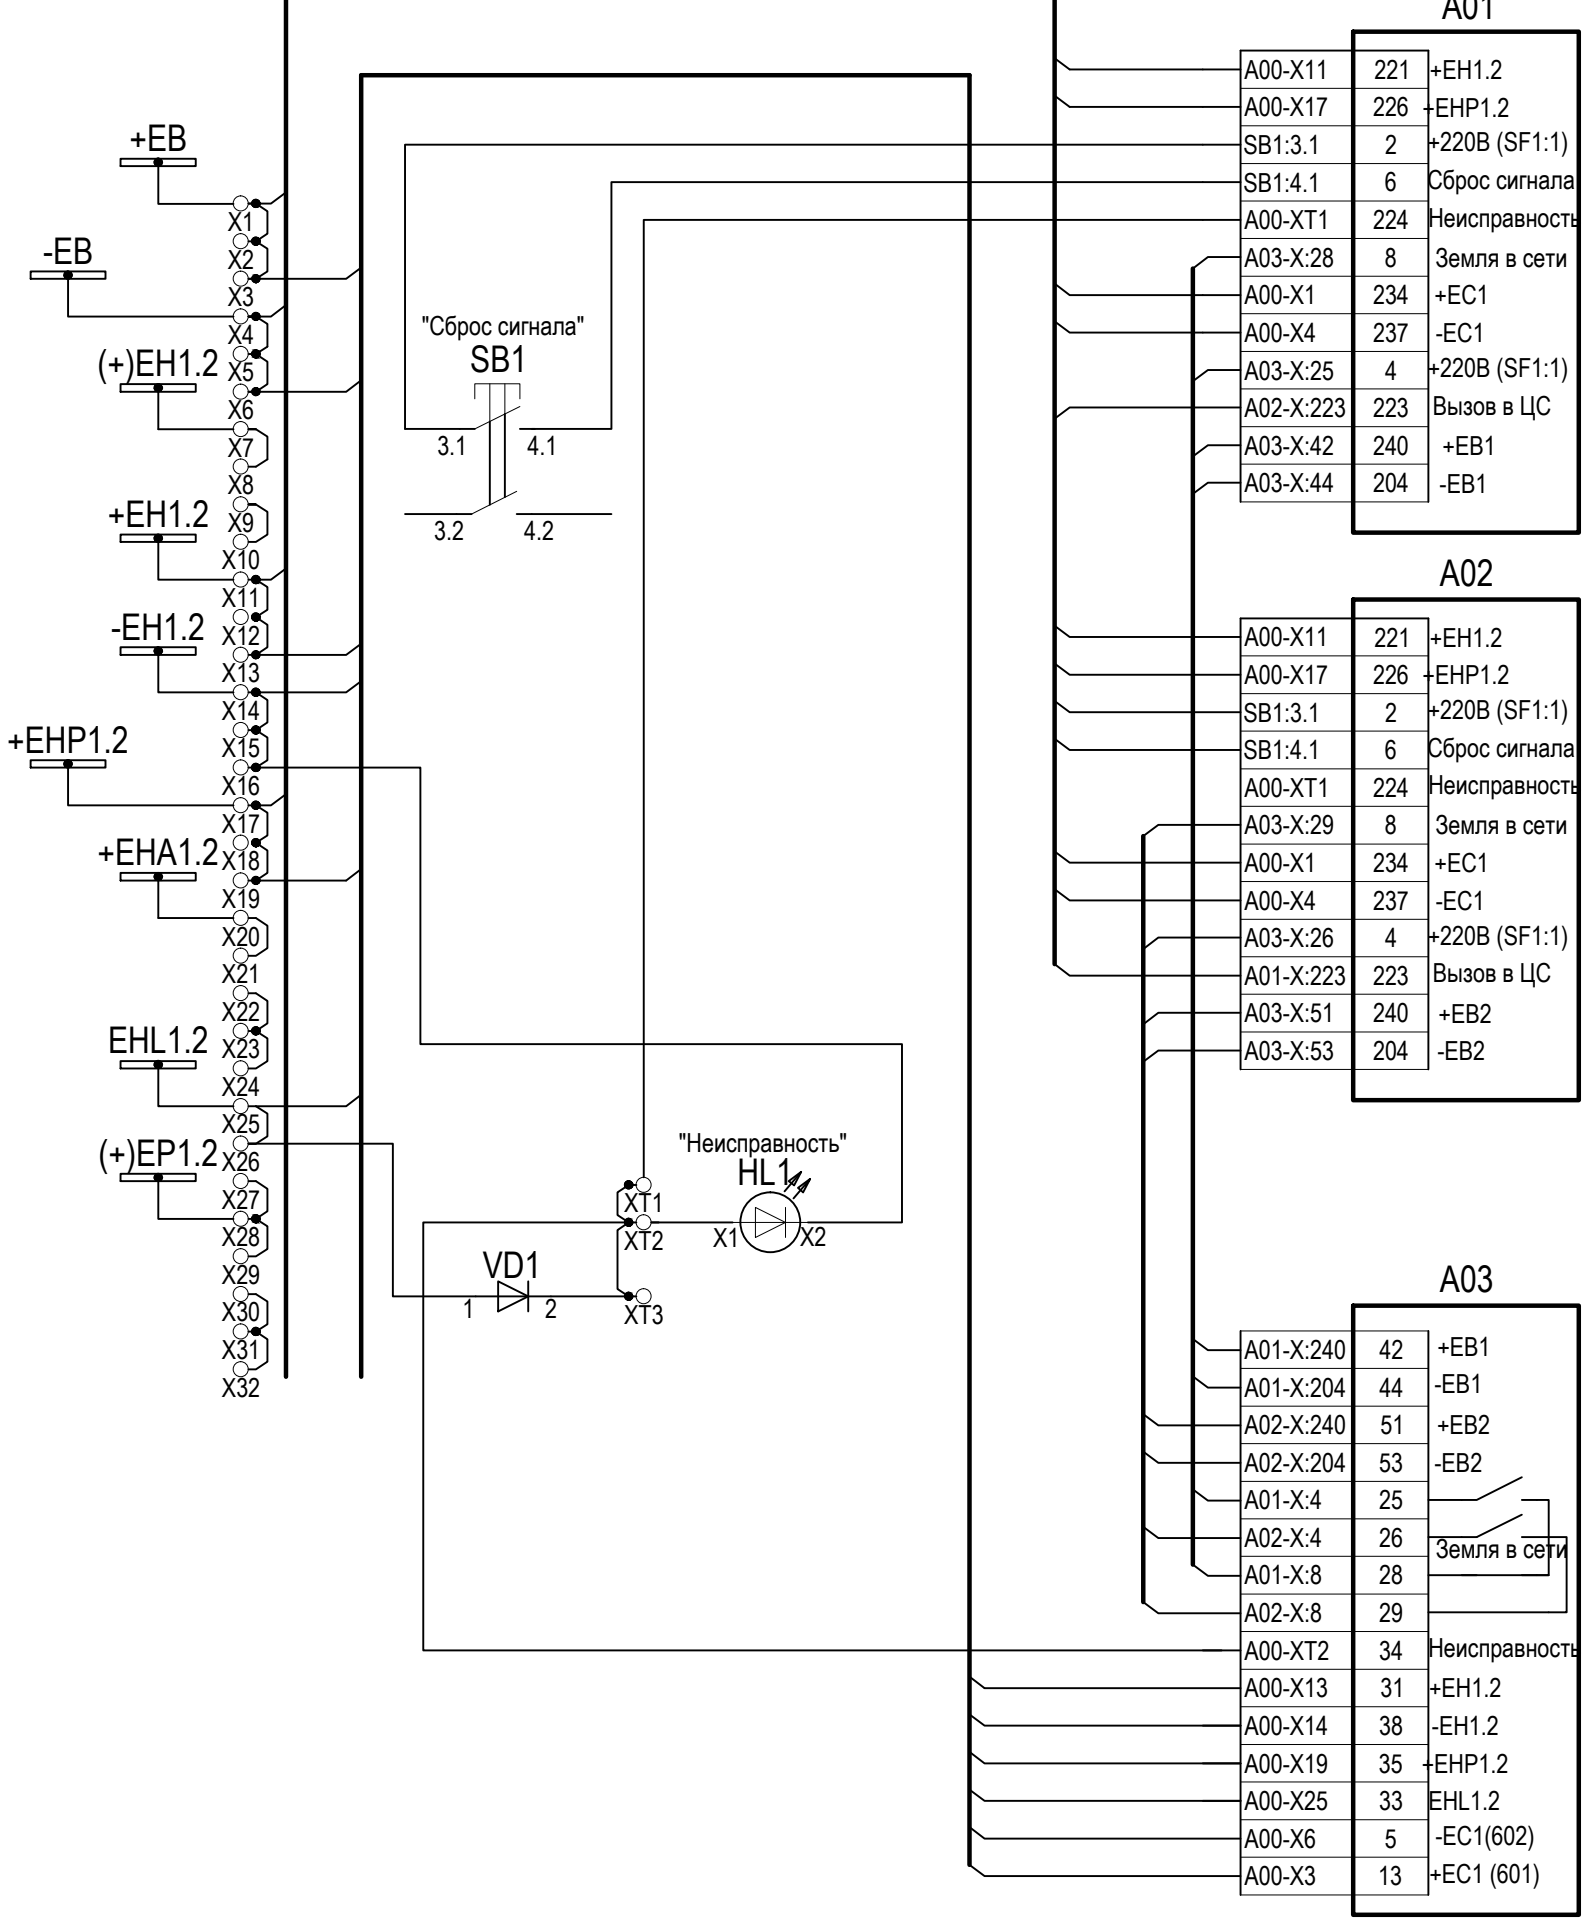 A01
A00-X11 221 +EH1.2
A00-X17 226 +EHP1.2
SB1:3.1 2 +220В (SF1:1)
SB1:4.1 6 Сброс сигнала
A00-XT1 224 Неисправность
A03-X:28 8 Земля в сети
A00-X1 234 +EC1
A00-X4 237 -EC1
A03-X:25 4 +220В (SF1:1)
A02-X:223 223 Вызов в ЦС
A03-X:42 240 +EB1
A03-X:44 204 -EB1
+EB
-EB
(+)EH1.2
+EH1.2
-EH1.2
+EHP1.2
+EHA1.2
EHL1.2
(+)EP1.2
X1
X2
X3
X4
X5
X6
X7
X8
X9
X10
X11
X12
X13
X14
X15
X16
X17
X18
X19
X20
X21
X22
X23
X24
X25
X26
X27
X28
X29
X30
X31
X32
"Сброс сигнала"
SB1
3.1 4.1
3.2 4.2
A02
A00-X11 221 +EH1.2
A00-X17 226 +EHP1.2
SB1:3.1 2 +220В (SF1:1)
SB1:4.1 6 Сброс сигнала
A00-XT1 224 Неисправность
A03-X:29 8 Земля в сети
A00-X1 234 +EC1
A00-X4 237 -EC1
A03-X:26 4 +220В (SF1:1)
A01-X:223 223 Вызов в ЦС
A03-X:51 240 +EB2
A03-X:53 204 -EB2
"Неисправность"
HL1
X1 X2
XT1
XT2
XT3
VD1
1 2
A03
A01-X:240 42 +EB1
A01-X:204 44 -EB1
A02-X:240 51 +EB2
A02-X:204 53 -EB2
A01-X:4 25
A02-X:4 26
Земля в сети
A01-X:8 28
A02-X:8 29
A00-XT2 34 Неисправность
A00-X13 31 +EH1.2
A00-X14 38 -EH1.2
A00-X19 35 +EHP1.2
A00-X25 33 EHL1.2
A00-X6 5 -EC1(602)
A00-X3 13 +EC1 (601)